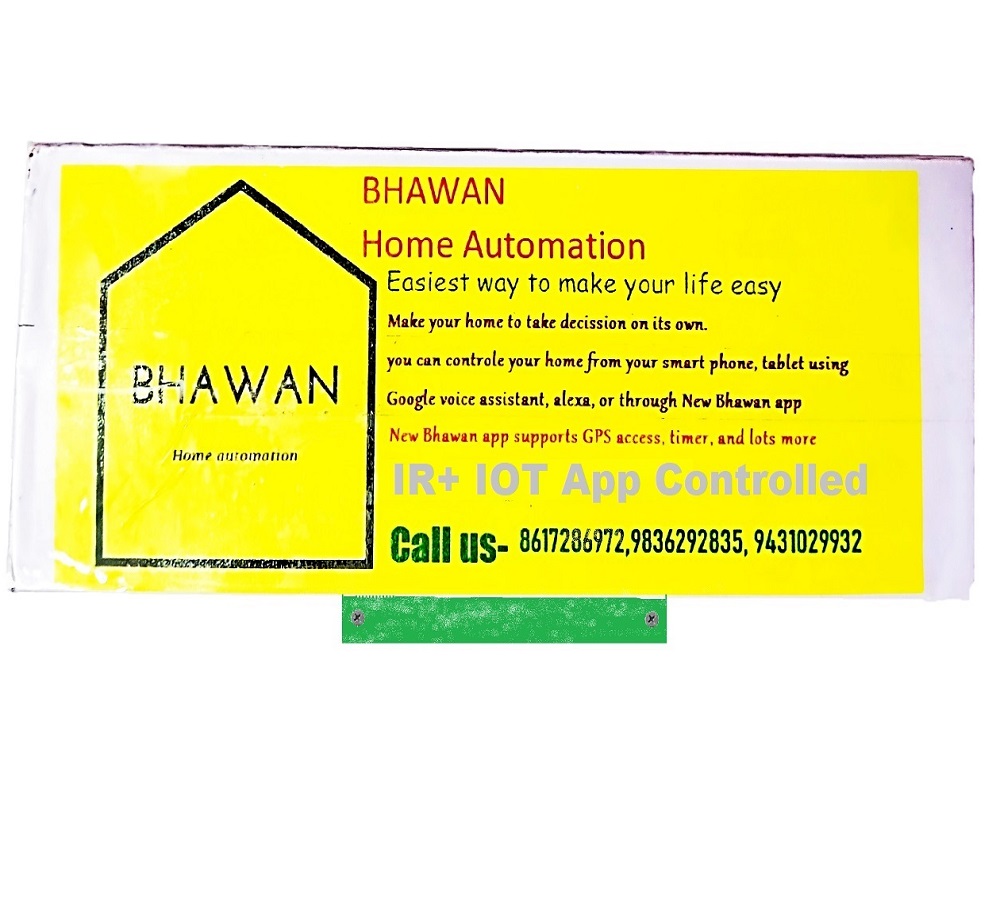 BHAWAN
Home automation
BHAWAN
Home Automation
Easiest way to make your life easy
Make your home to take decission on its own.
you can controle your home from your smart phone, tablet using
Google voice assistant, alexa, or through New Bhawan app
New Bhawan app supports GPS access, timer, and lots more
IR+ IOT App Controlled
Call us- 8617286972,9836292835, 9431029932